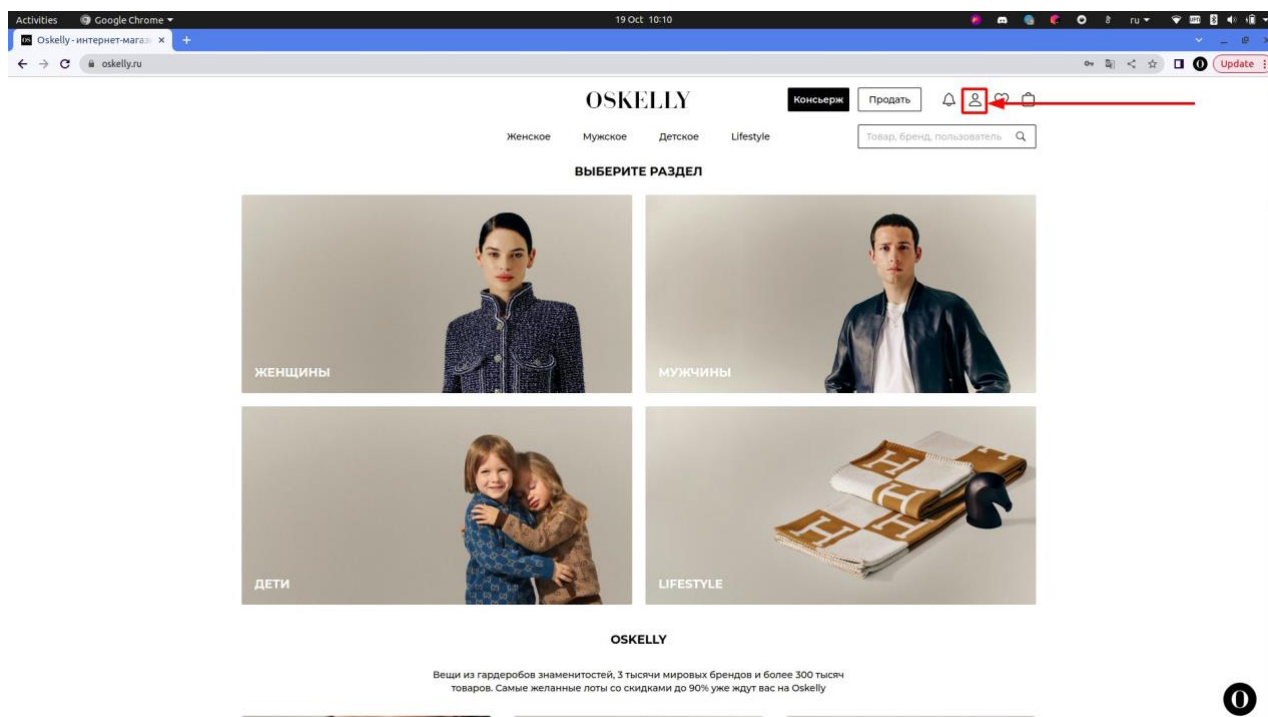 Activities Google Chrome 19 Oct 10:10 ru
OS Oskelly - интернет-магаз
oskelly.ru Update
OSKELLY Консьерж Продать
Женское Мужское Детское Lifestyle Товар, бренд, пользователь
ВЫБЕРИТЕ РАЗДЕЛ
ЖЕНЩИНЫ МУЖЧИНЫ
ДЕТИ LIFESTYLE
OSKELLY
Вещи из гардеробов знаменитостей, 3 тысячи мировых брендов и более 300 тысяч
товаров. Самые желанные лоты со скидками до 90% уже ждут вас на Oskelly
O